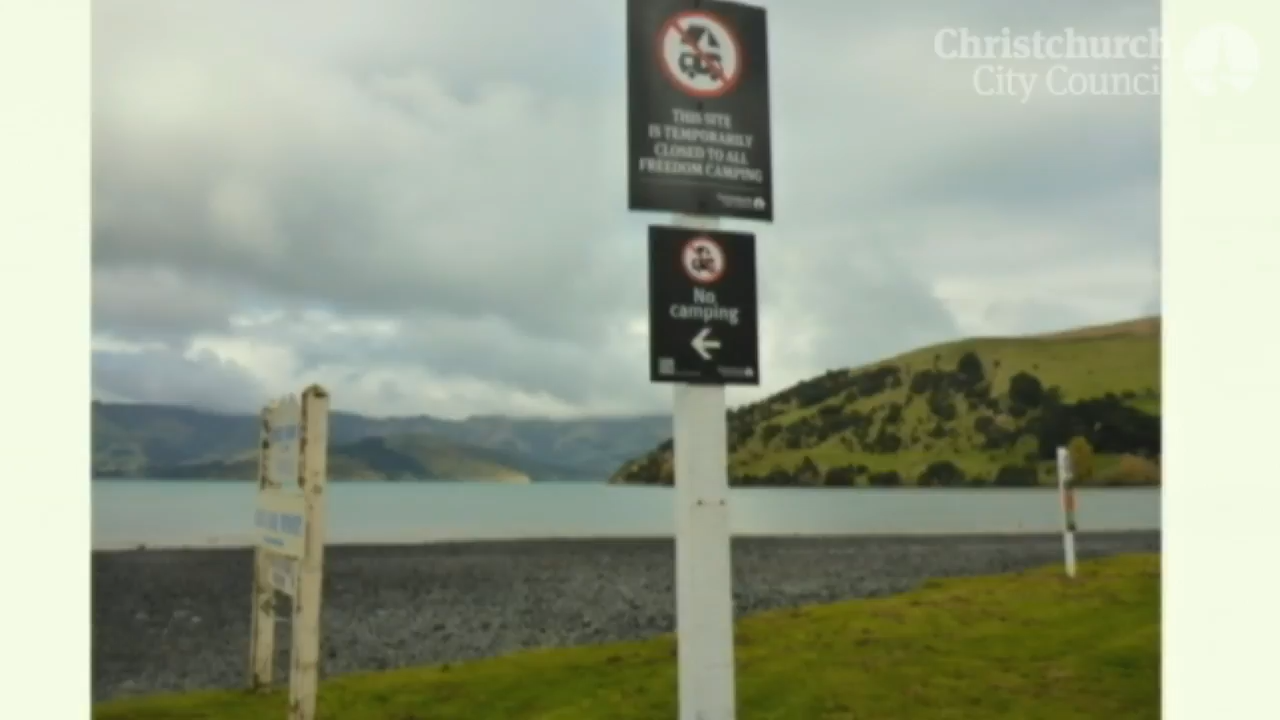 Christchurch
City Council
THIS SITE
IS TEMPORARILY
CLOSED TO ALL
FREEDOM CAMPING
No
camping